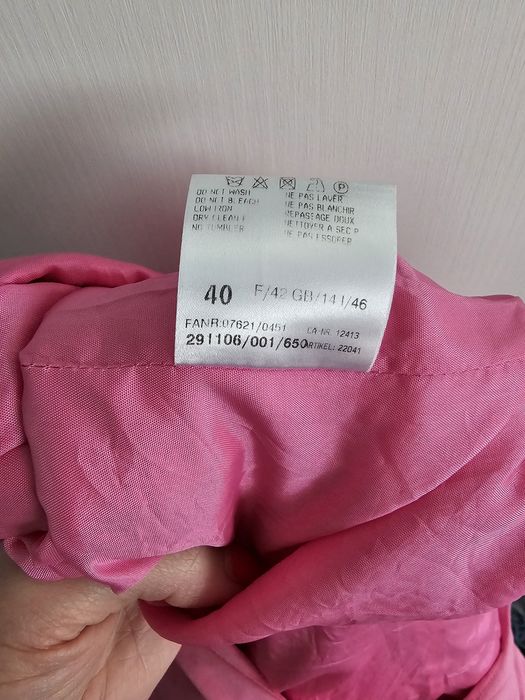 DO NOT WASH
DO NOT BLEACH
LOW IRON
DRY CLEAN P
NO TUMBLER
NE PAS LAVER
NE PAS BLANCHIR
REPASSAGE DOUX
NETTOYER A SEC P
NE PAS ESSORER
P
40 F/42 GB/14 I/46
FANR:07621/0451 CA-NR. 12413
291106/001/650 ARTIKEL: 22041